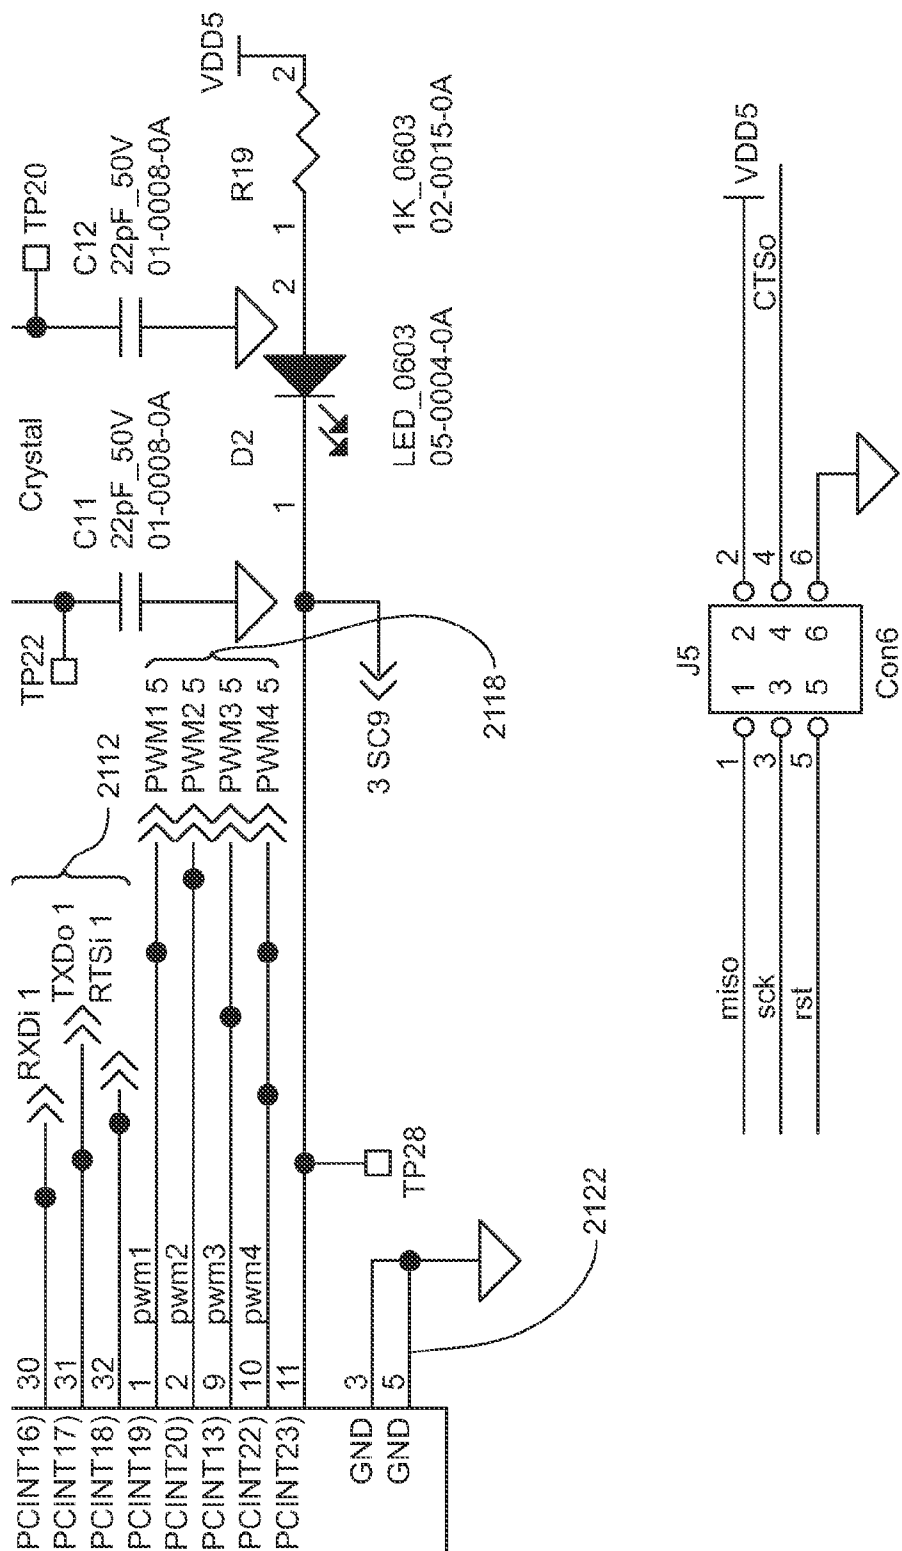 TP22
Crystal
TP20
C11
22pF_50V
01-0008-0A
C12
22pF_50V
01-0008-0A
VDD5
RXDi 1
TXDo 1
RTSi 1
2112
PWM1 5
PWM2 5
PWM3 5
PWM4 5
2118
D2
R19
1
2
1
2
LED_0603
05-0004-0A
1K_0603
02-0015-0A
3 SC9
PCINT16) 30
PCINT17) 31
PCINT18) 32
PCINT19) 1 pwm1
PCINT20) 2 pwm2
PCINT13) 9 pwm3
PCINT22) 10 pwm4
PCINT23) 11
TP28
GND 3
GND 5
2122
J5
miso 1 1 2 2 VDD5
sck 3 3 4 4 CTSo
rst 5 5 6 6
Con6